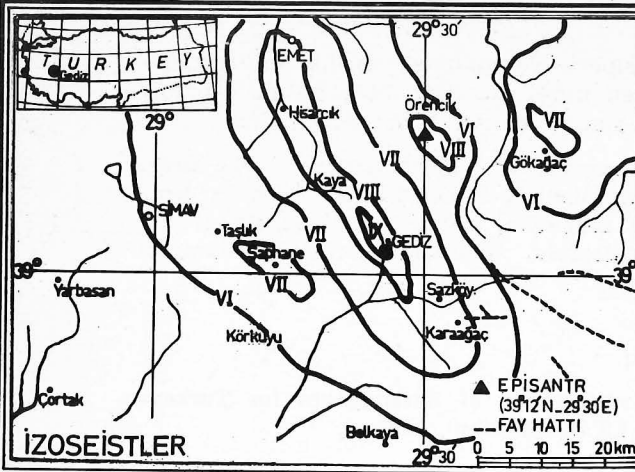 TURKEY
Gediz
29°
29°30'
EMET
Hisarcık
Örencik
VI
VII
VIII
VII
Gökağaç
VI
Kaya
VIII
IX
GEDİZ
SİMAV
Taşlık
Şaphane
VII
VII
39°
39°
Yarbasan
VI
Sazköy
Karaağaç
Körkuyu
Çortak
Belkaya
29°30'
EPİSANTR
(39°12'N_29°30'E)
FAY HATTI
0 5 10 15 20km
İZOSEİSTLER